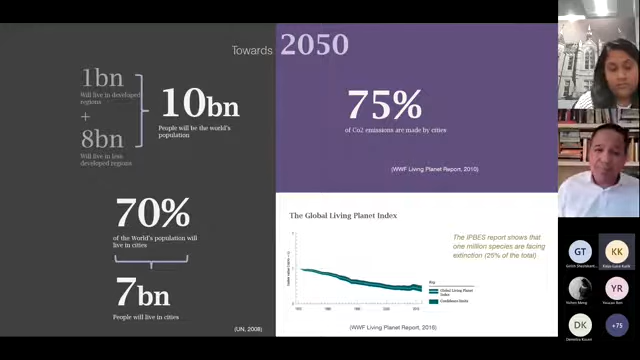 Towards 2050
1bn
Will live in developed
regions
+
8bn
Will live in less
developed regions
10bn
People will be the world's
population
70%
of the World's population will
live in cities
7bn
People will live in cities
(UN, 2008)
75%
of Co2 emissions are made by
cities
(WWF Living Planet Report, 2010)
The Global Living Planet Index
The IPBES report shows that
one million species are facing
extinction (25% of the total)
Key
Global Living Planet
Index
Confidence limits
(WWF Living Planet Report, 2016)
GT
KK
YR
DK
+75